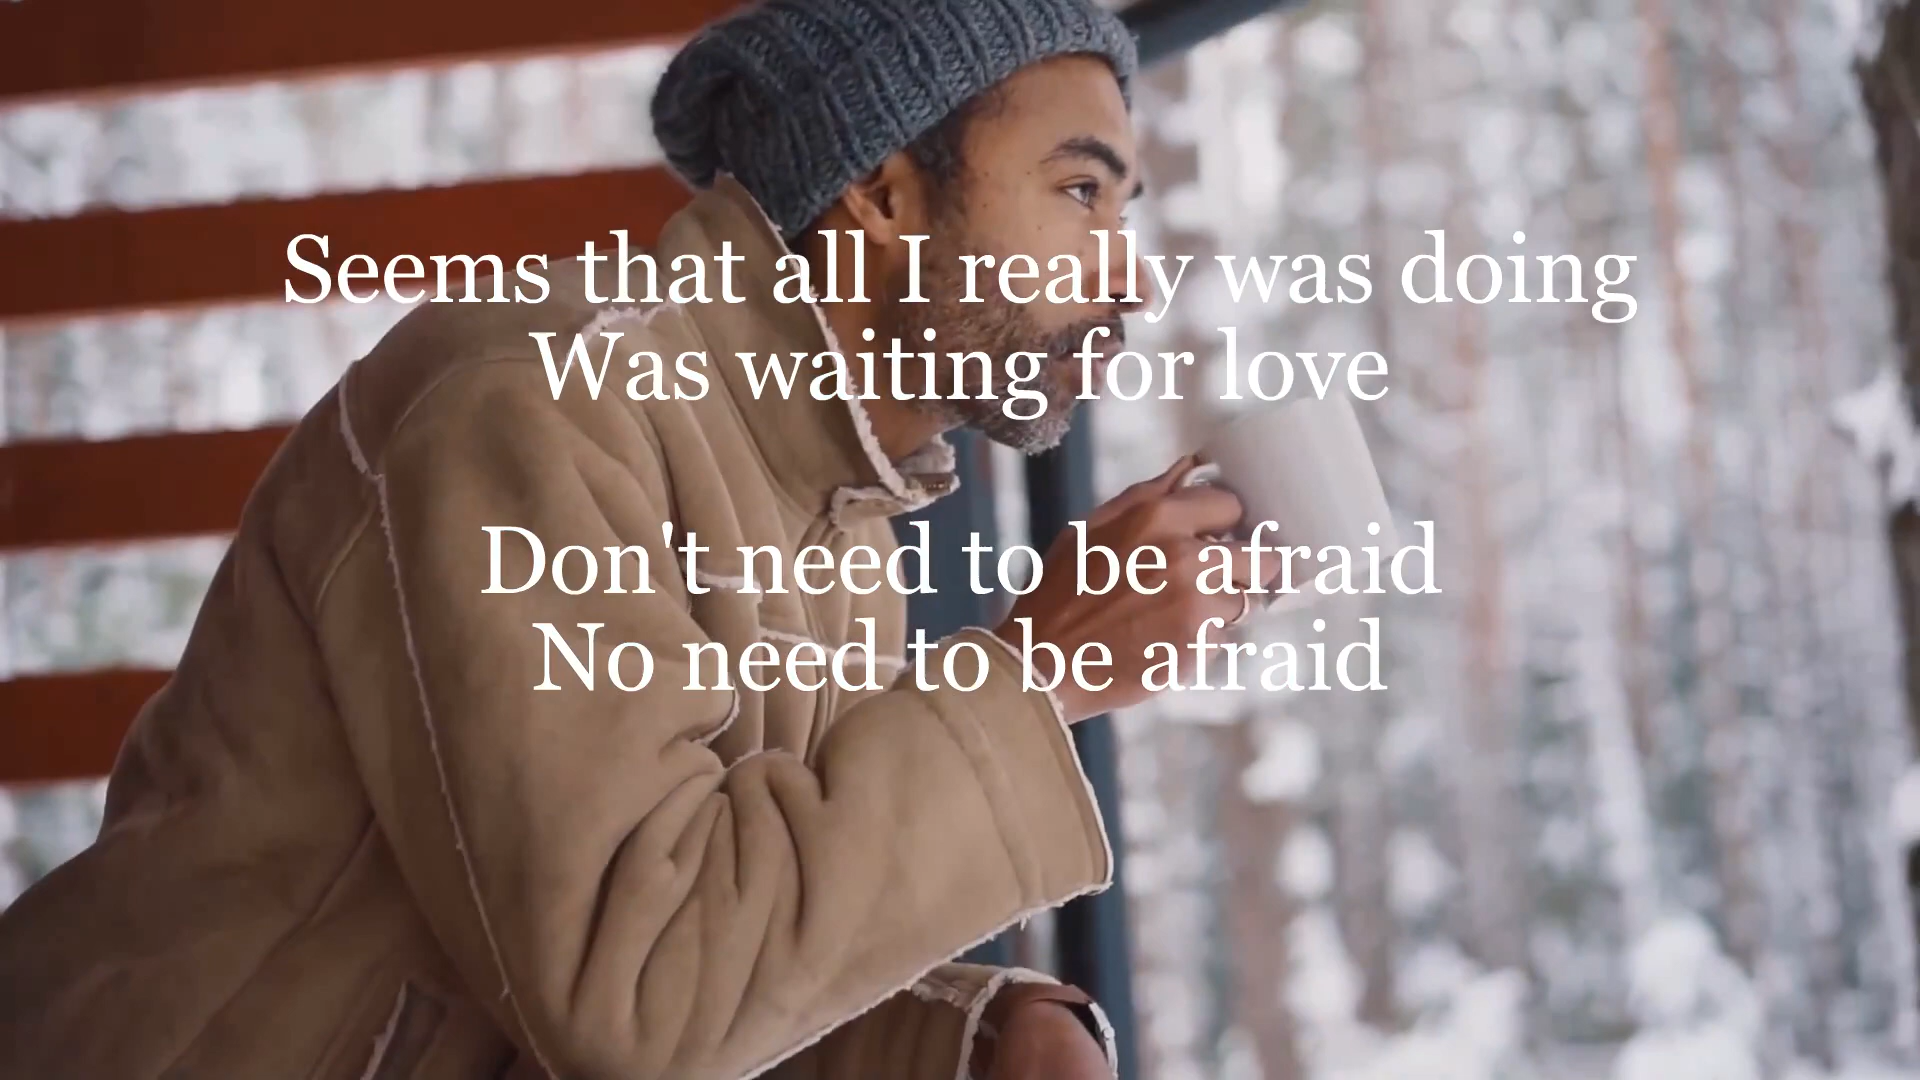 Seems that all I really was doing
Was waiting for love
Don't need to be afraid
No need to be afraid